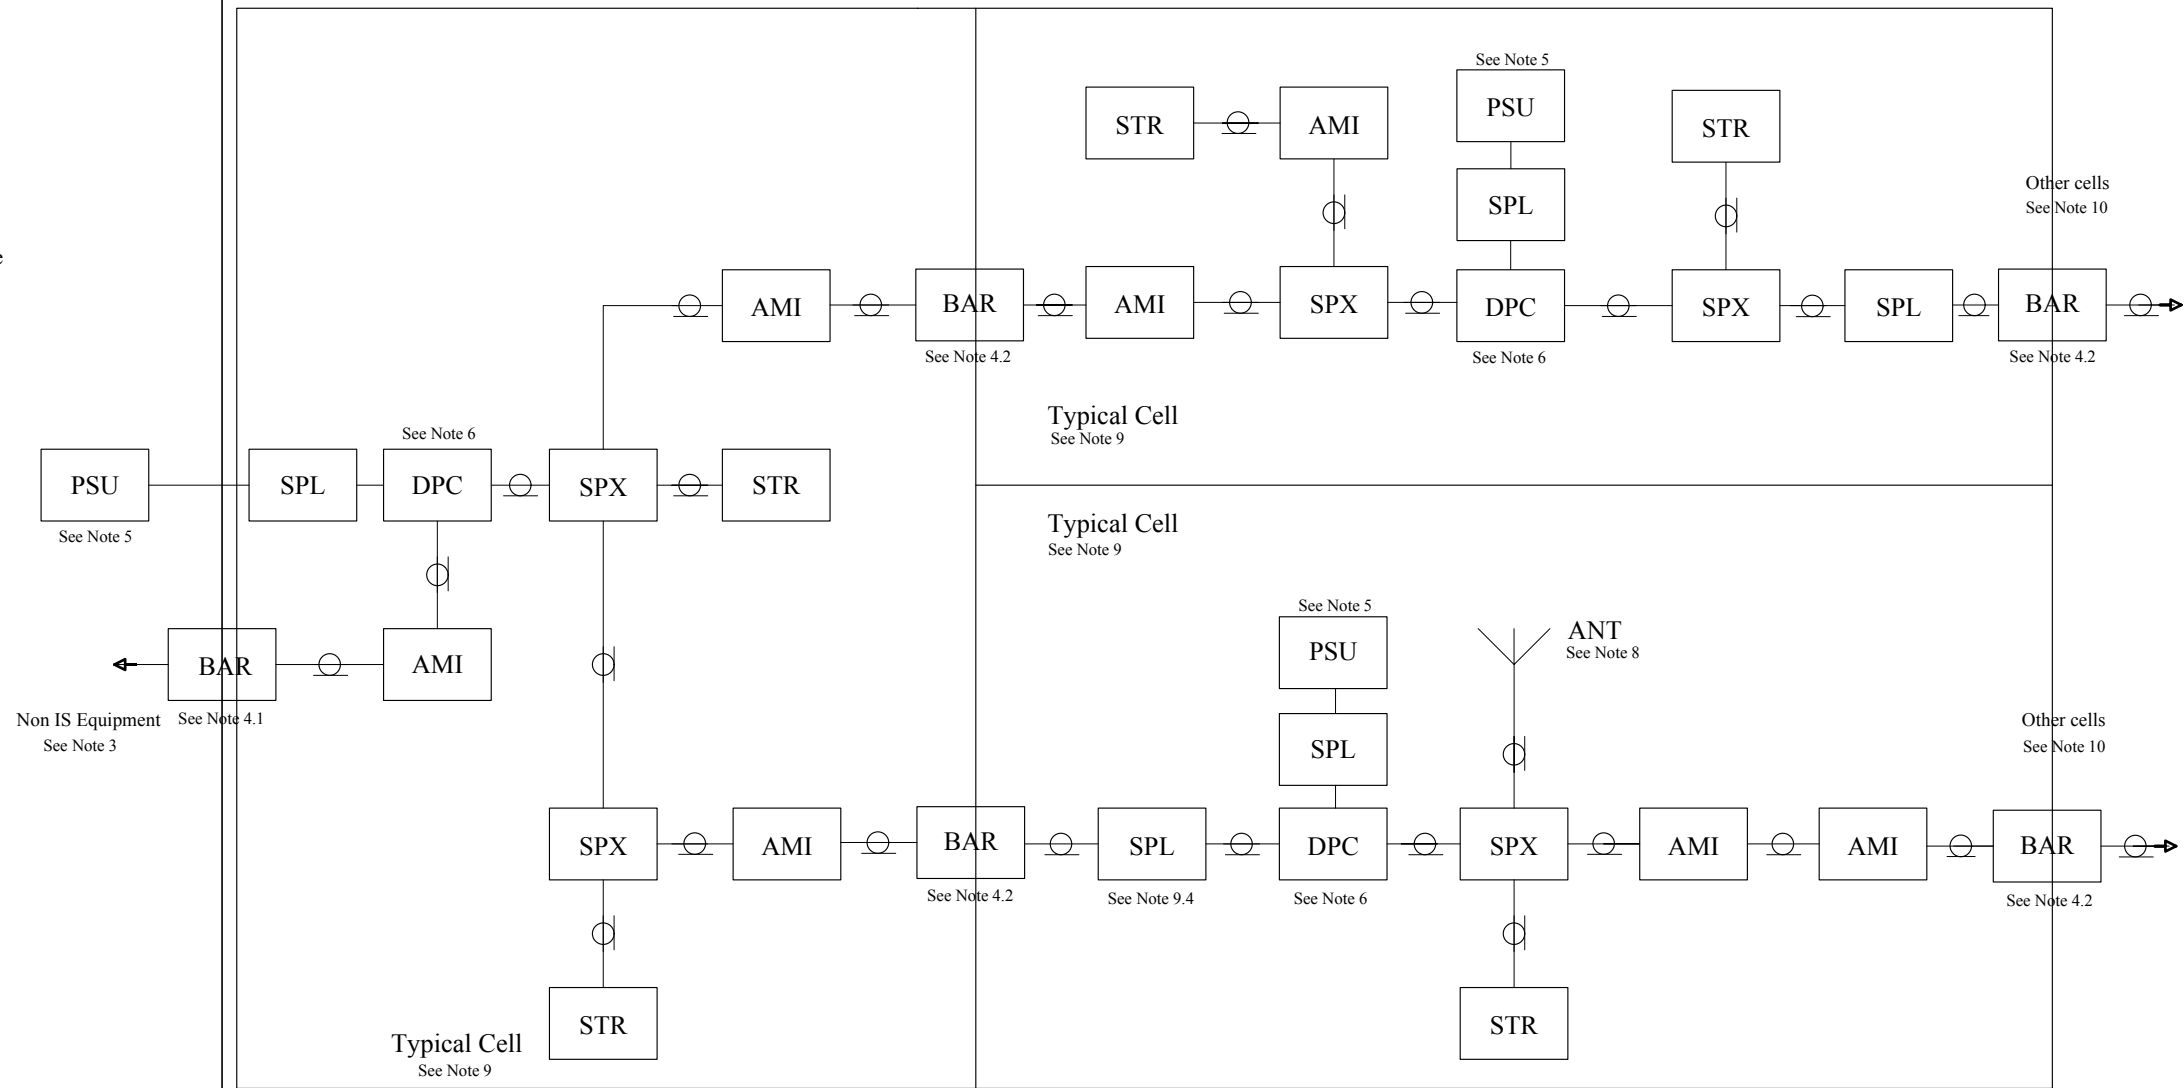 See Note 5
PSU
STR
AMI
STR
SPL
Other cells
See Note 10
e
AMI
BAR
AMI
SPX
DPC
SPX
SPL
BAR
See Note 4.2
See Note 6
See Note 4.2
Typical Cell
See Note 9
See Note 6
PSU
SPL
DPC
SPX
STR
See Note 5
Typical Cell
See Note 9
See Note 5
PSU
ANT
See Note 8
BAR
AMI
Non IS Equipment
See Note 3
See Note 4.1
SPL
Other cells
See Note 10
SPX
AMI
BAR
SPL
DPC
SPX
AMI
AMI
BAR
See Note 4.2
See Note 9.4
See Note 6
See Note 4.2
STR
STR
Typical Cell
See Note 9